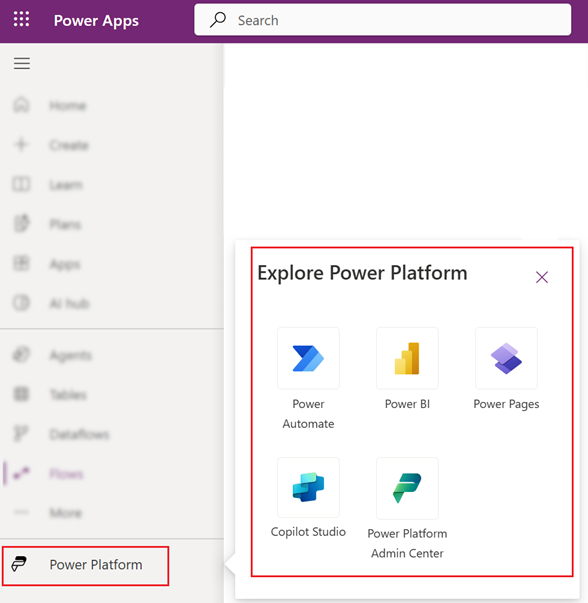 Power Apps
Search
Home
Create
Learn
Plans
Apps
AI hub
Agents
Tables
Dataflows
Flows
More
Power Platform
Explore Power Platform
Power
Automate
Power BI
Power Pages
Copilot Studio
Power Platform
Admin Center